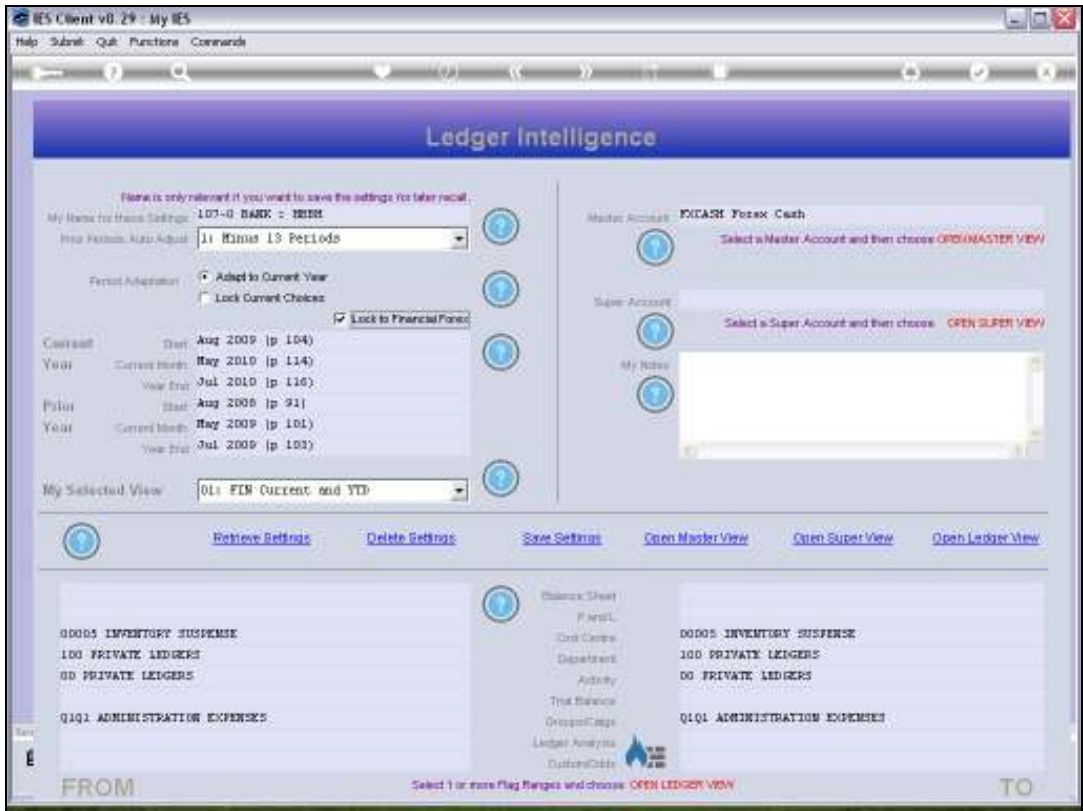 IES Client v8.29 : My IES
Help Submit Quit Functions Commands
Ledger Intelligence
Name is only relevant if you want to save the settings for later recall.
My Name for these Settings 107-0 BANK : HBBH
Prior Periods Auto Adjust 1: Minus 13 Periods
Period Adaptation Adapt to Current Year
Lock Current Choices
Lock to Financial Forex
Current Start Aug 2009 (p 104)
Year Current Month May 2010 (p 114)
Year End Jul 2010 (p 116)
Prior Start Aug 2008 (p 91)
Year Current Month May 2009 (p 101)
Year End Jul 2009 (p 103)
My Selected View 01: FIN Current and YTD
Master Account FXCASH Forex Cash
Select a Master Account and then choose OPEN MASTER VIEW
Super Account
Select a Super Account and then choose OPEN SUPER VIEW
My Notes
Retrieve Settings Delete Settings Save Settings Open Master View Open Super View Open Ledger View
Balance Sheet
P and L
00005 INVENTORY SUSPENSE Cost Centre 00005 INVENTORY SUSPENSE
100 PRIVATE LEDGERS Department 100 PRIVATE LEDGERS
00 PRIVATE LEDGERS Activity 00 PRIVATE LEDGERS
Trial Balance
Q1Q1 ADMINISTRATION EXPENSES Q1Q1 ADMINISTRATION EXPENSES
Ledger Analysis
FROM Select 1 or more Flag Ranges and choose OPEN LEDGER VIEW TO